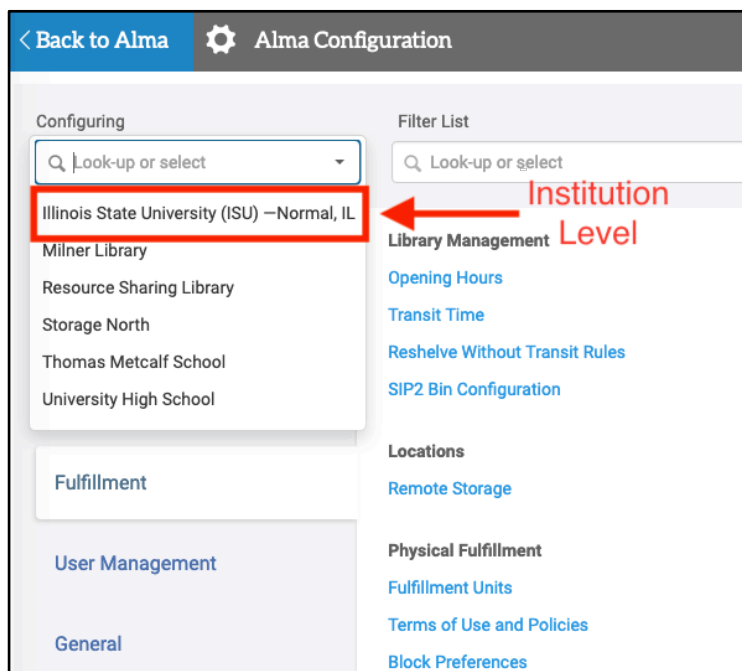 < Back to Alma
Alma Configuration
Configuring
Look-up or select
Illinois State University (ISU) —Normal, IL
Milner Library
Resource Sharing Library
Storage North
Thomas Metcalf School
University High School
Fulfillment
User Management
General
Filter List
Look-up or select
Institution
Level
Library Management
Opening Hours
Transit Time
Reshelve Without Transit Rules
SIP2 Bin Configuration
Locations
Remote Storage
Physical Fulfillment
Fulfillment Units
Terms of Use and Policies
Block Preferences